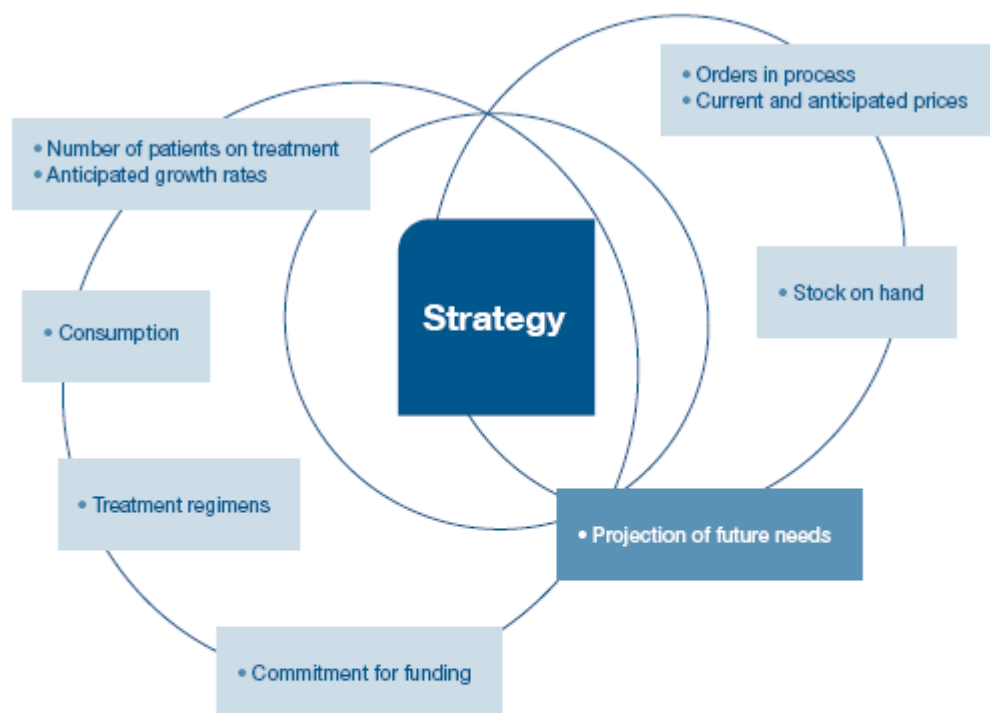 • Orders in process
• Current and anticipated prices
• Number of patients on treatment
• Anticipated growth rates
• Stock on hand
Strategy
• Consumption
• Treatment regimens
• Projection of future needs
• Commitment for funding